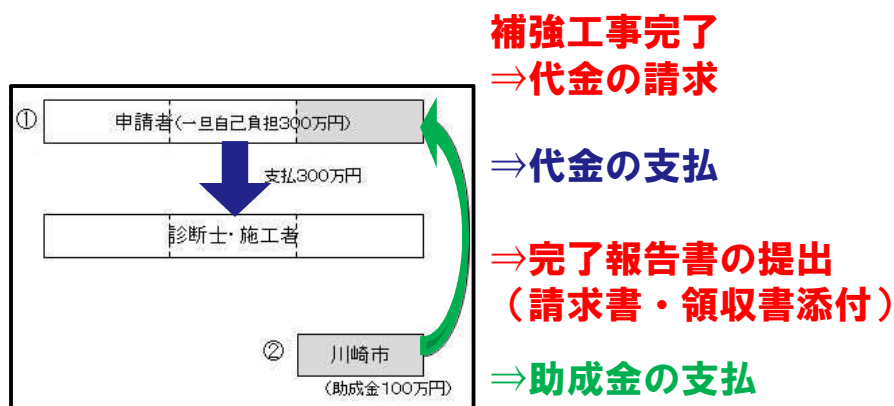 補強工事完了
⇒代金の請求
① 申請者(一旦自己負担300万円)
支払300万円
⇒代金の支払
診断士・施工者
⇒完了報告書の提出
(請求書・領収書添付)
② 川崎市
(助成金100万円)
⇒助成金の支払